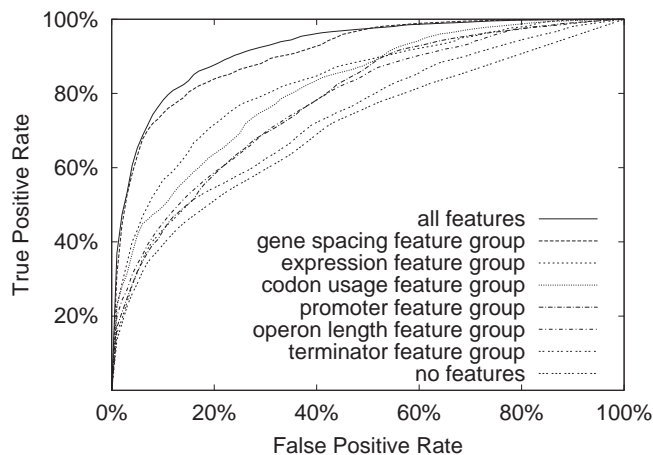 100%
80%
60%
40%
20%
True Positive Rate
all features
gene spacing feature group
expression feature group
codon usage feature group
promoter feature group
operon length feature group
terminator feature group
no features
0% 20% 40% 60% 80% 100%
False Positive Rate